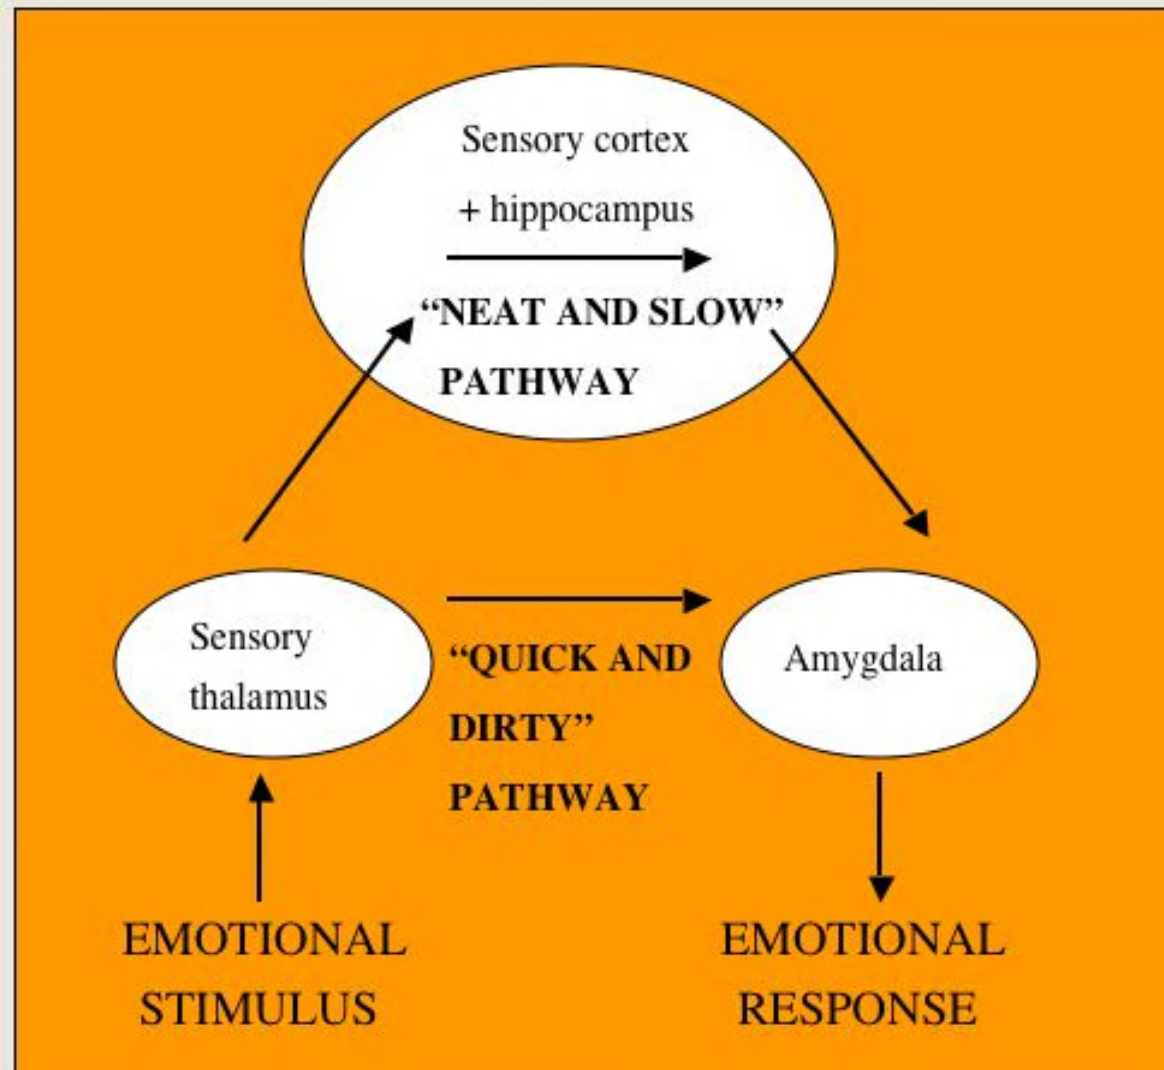 Sensory cortex
+ hippocampus
“NEAT AND SLOW”
PATHWAY
Sensory
thalamus
“QUICK AND
DIRTY”
PATHWAY
Amygdala
EMOTIONAL
STIMULUS
EMOTIONAL
RESPONSE